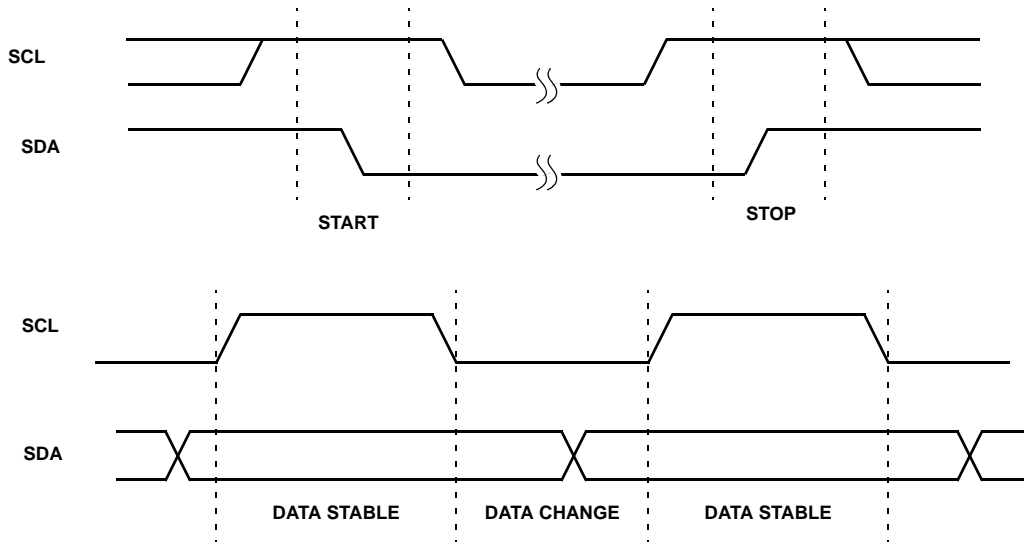 SCL
SDA
START
STOP
SCL
SDA
DATA STABLE
DATA CHANGE
DATA STABLE